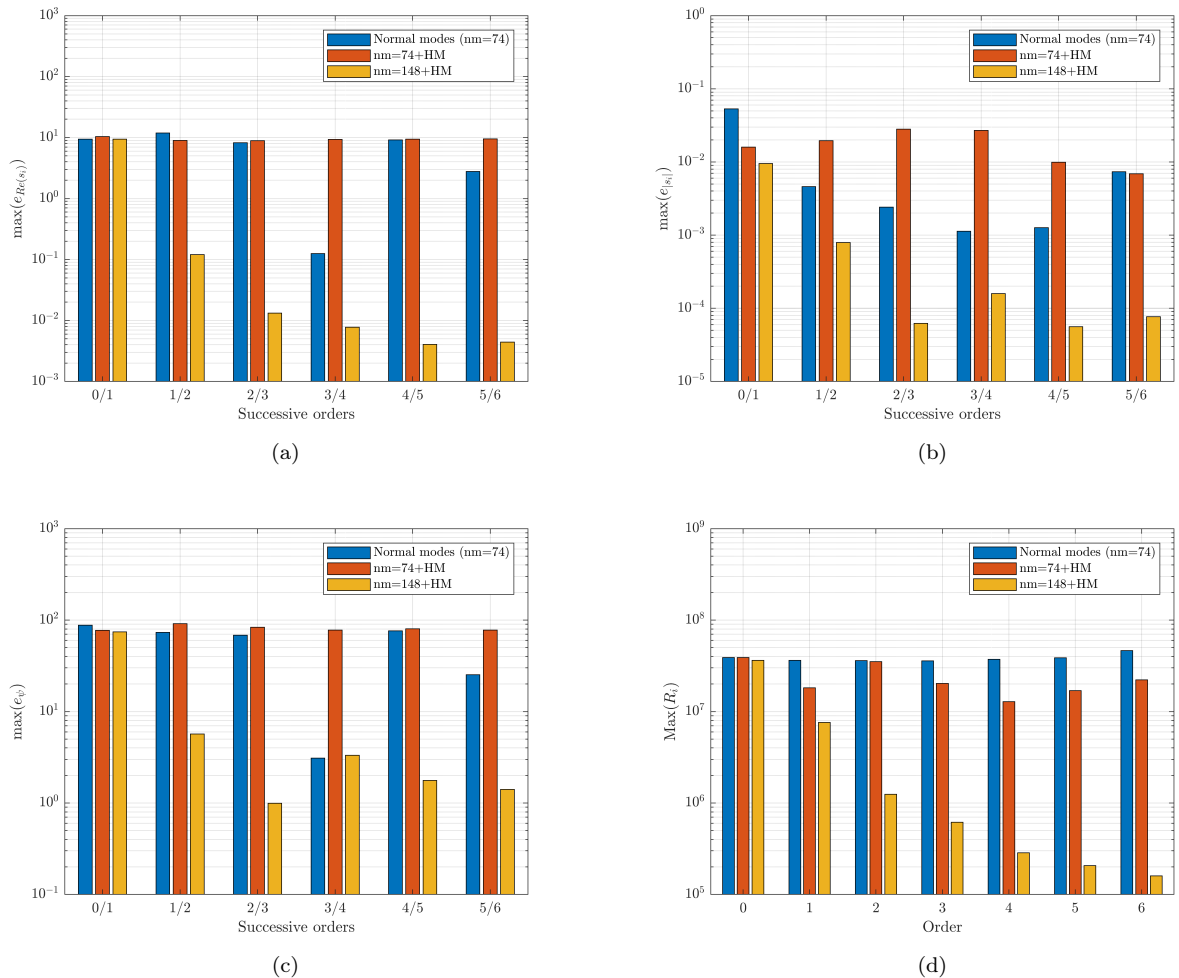 10^3
10^2
10^1
10^0
10^-1
10^-2
10^-3
max(e_{Re(s_i)})
Normal modes (nm=74)
nm=74+HM
nm=148+HM
0/1 1/2 2/3 3/4 4/5 5/6
Successive orders
(a)
10^0
10^-1
10^-2
10^-3
10^-4
10^-5
max(e_{|s_i|})
Normal modes (nm=74)
nm=74+HM
nm=148+HM
0/1 1/2 2/3 3/4 4/5 5/6
Successive orders
(b)
10^3
10^2
10^1
10^0
10^-1
max(e_ψ)
Normal modes (nm=74)
nm=74+HM
nm=148+HM
0/1 1/2 2/3 3/4 4/5 5/6
Successive orders
(c)
10^9
10^8
10^7
10^6
10^5
Max(R_i)
Normal modes (nm=74)
nm=74+HM
nm=148+HM
0 1 2 3 4 5 6
Order
(d)